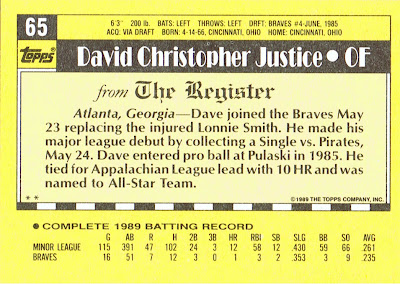 65
6'3" 200 lb. BATS: LEFT THROWS: LEFT DRFT: BRAVES #4-JUNE, 1985
ACQ: VIA DRAFT BORN: 4-14-66, CINCINNATI, OHIO HOME: CINCINNATI, OHIO
Topps
David Christopher Justice • OF
from The Register
Atlanta, Georgia—Dave joined the Braves May
23 replacing the injured Lonnie Smith. He made his
major league debut by collecting a Single vs. Pirates,
May 24. Dave entered pro ball at Pulaski in 1985. He
tied for Appalachian League lead with 10 HR and was
named to All-Star Team.
* * ©1989 THE TOPPS COMPANY, INC.
● COMPLETE 1989 BATTING RECORD
G AB R H 2B 3B HR RBI SB SLG BB SO AVG
MINOR LEAGUE 115 391 47 102 24 3 12 58 12 .430 59 66 .261
BRAVES 16 51 7 12 3 0 1 3 2 .353 3 9 .235